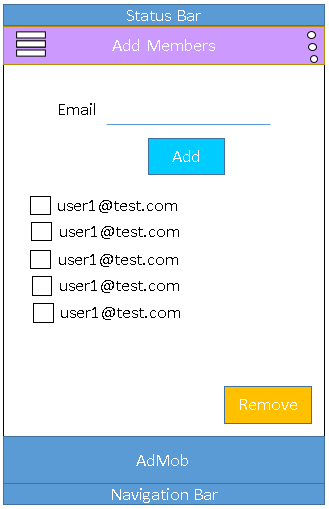 Status Bar
Add Members
Email
Add
user1@test.com
user1@test.com
user1@test.com
user1@test.com
user1@test.com
Remove
AdMob
Navigation Bar